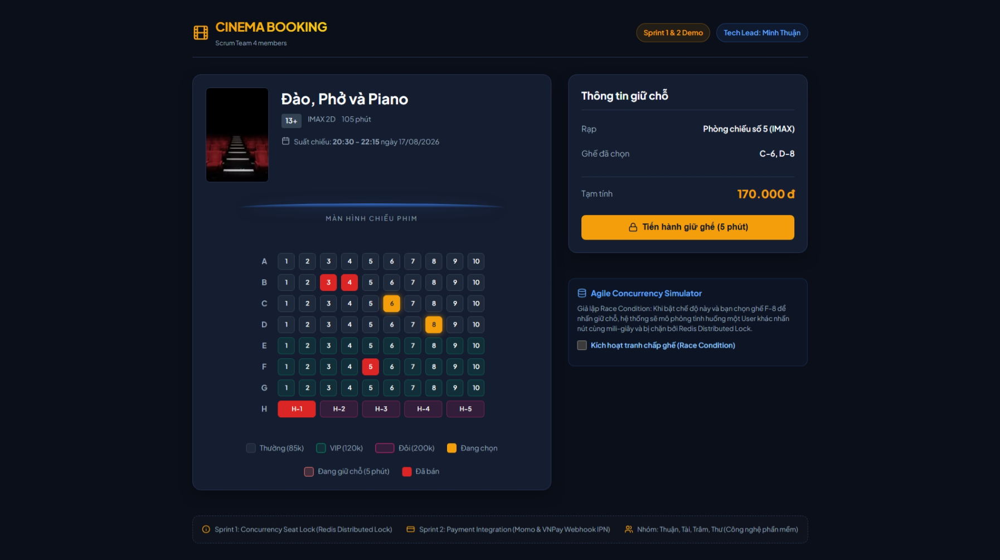 CINEMA BOOKING
Scrum Team 4 members
Sprint 1 & 2 Demo
Tech Lead: Minh Thuận
Đào, Phở và Piano
13+ IMAX 2D 105 phút
Suất chiếu: 20:30 - 22:15 ngày 17/08/2026
MÀN HÌNH CHIẾU PHIM
A 1 2 3 4 5 6 7 8 9 10
B 1 2 3 4 5 6 7 8 9 10
C 1 2 3 4 5 6 7 8 9 10
D 1 2 3 4 5 6 7 8 9 10
E 1 2 3 4 5 6 7 8 9 10
F 1 2 3 4 5 6 7 8 9 10
G 1 2 3 4 5 6 7 8 9 10
H H-1 H-2 H-3 H-4 H-5
Thường (85k) VIP (120k) Đôi (200k) Đang chọn
Đang giữ chỗ (5 phút) Đã bán
Thông tin giữ chỗ
Rạp Phòng chiếu số 5 (IMAX)
Ghế đã chọn C-6, D-8
Tạm tính 170.000 đ
Tiến hành giữ ghế (5 phút)
Agile Concurrency Simulator
Giả lập Race Condition: Khi bật chế độ này và bạn chọn ghế F-8 để
nhấn giữ chỗ, hệ thống sẽ mô phỏng tình huống một User khác nhấn
nút cùng mili-giây và bị chặn bởi Redis Distributed Lock.
Kích hoạt tranh chấp ghế (Race Condition)
Sprint 1: Concurrency Seat Lock (Redis Distributed Lock)
Sprint 2: Payment Integration (Momo & VNPay Webhook IPN)
Nhóm: Thuận, Tài, Trâm, Thư (Công nghệ phần mềm)